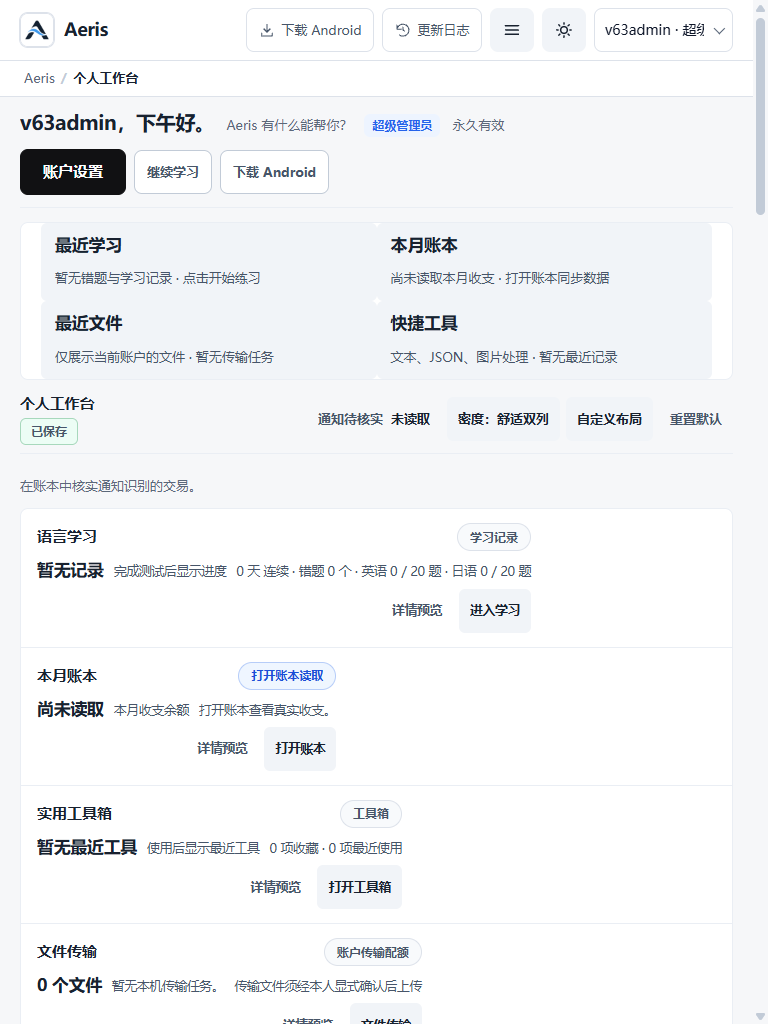 Aeris
下载 Android
更新日志
v63admin · 超级
Aeris / 个人工作台
v63admin，下午好。 Aeris 有什么能帮你？ 超级管理员 永久有效
账户设置 继续学习 下载 Android
最近学习
暂无错题与学习记录 · 点击开始练习
本月账本
尚未读取本月收支 · 打开账本同步数据
最近文件
仅展示当前账户的文件 · 暂无传输任务
快捷工具
文本、JSON、图片处理 · 暂无最近记录
个人工作台
已保存
通知待核实 未读取 密度：舒适双列 自定义布局 重置默认
在账本中核实通知识别的交易。
语言学习 学习记录
暂无记录 完成测试后显示进度 0 天 连续 · 错题 0 个 · 英语 0 / 20 题 · 日语 0 / 20 题
详情预览 进入学习
本月账本 打开账本读取
尚未读取 本月收支余额 打开账本查看真实收支。
详情预览 打开账本
实用工具箱 工具箱
暂无最近工具 使用后显示最近工具 0 项收藏 · 0 项最近使用
详情预览 打开工具箱
文件传输 账户传输配额
0 个文件 暂无本机传输任务。 传输文件须经本人显式确认后上传
详情预览 文件传输